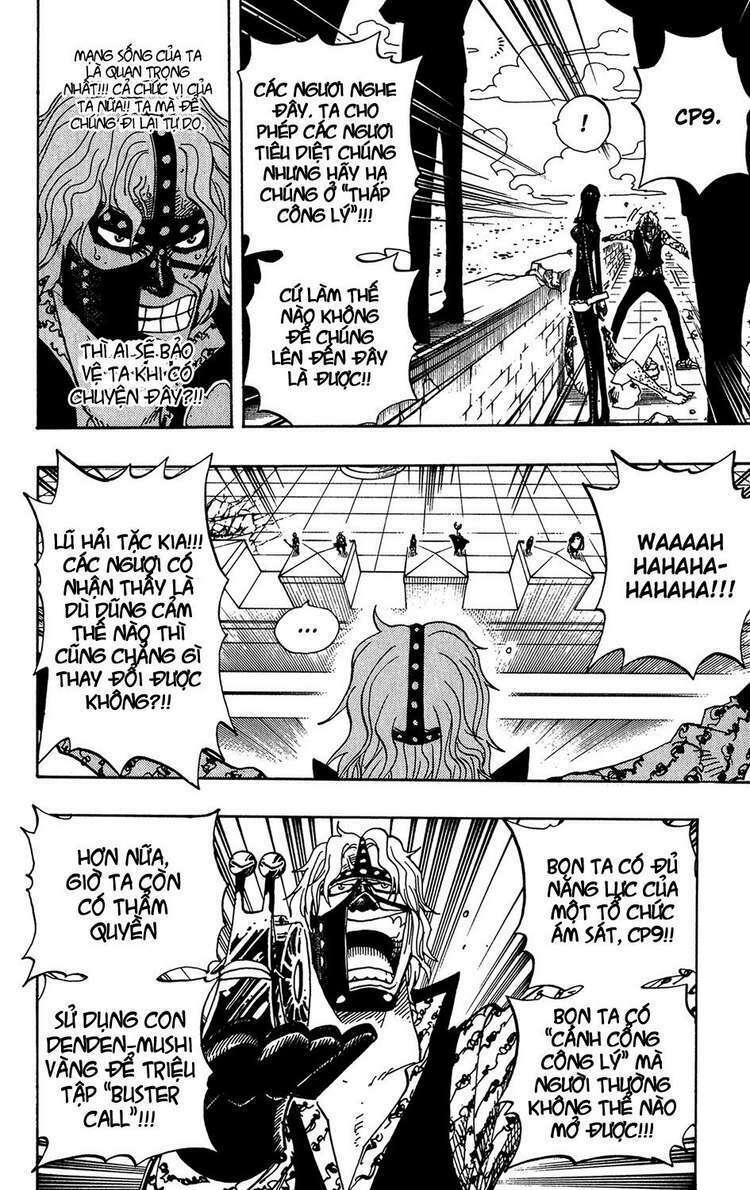 CP9.
!
CÁC NGƯƠI NGHE
ĐÂY. TA CHO
PHÉP CÁC NGƯƠI
TIÊU DIỆT CHÚNG
NHƯNG HÃY HẠ
CHÚNG Ở "THÁP
CÔNG LÝ"!!!
CỨ LÀM THẾ
NÀO KHÔNG
ĐỂ CHÚNG
LÊN ĐẾN ĐÂY
LÀ ĐƯỢC!!
MẠNG SỐNG CỦA TA
LÀ QUAN TRỌNG
NHẤT!!! CẢ CHỨC VỊ CỦA
TA NỮA!! TA MÀ ĐỂ
CHÚNG ĐI LẠI TỰ DO,
THÌ AI SẼ BẢO
VỆ TA KHI CÓ
CHUYỆN ĐÂY?!!
WAAAAH
HAHAHA-
HAHAHA!!!
...
LŨ HẢI TẶC KIA!!!
CÁC NGƯƠI CÓ
NHẬN THẤY LÀ
DÙ DŨNG CẢM
THẾ NÀO THÌ
CŨNG CHẲNG GÌ
THAY ĐỔI ĐƯỢC
KHÔNG?!!
BỌN TA CÓ ĐỦ
NĂNG LỰC CỦA
MỘT TỔ CHỨC
ÁM SÁT, CP9!!
BỌN TA CÓ
"CÁNH CỔNG
CÔNG LÝ" MÀ
NGƯỜI THƯỜNG
KHÔNG THỂ NÀO
MỞ ĐƯỢC!!!
HƠN NỮA,
GIỜ TA CÒN
CÓ THẨM
QUYỀN
SỬ DỤNG CON
DENDEN-MUSHI
VÀNG ĐỂ TRIỆU
TẬP "BUSTER
CALL"!!!